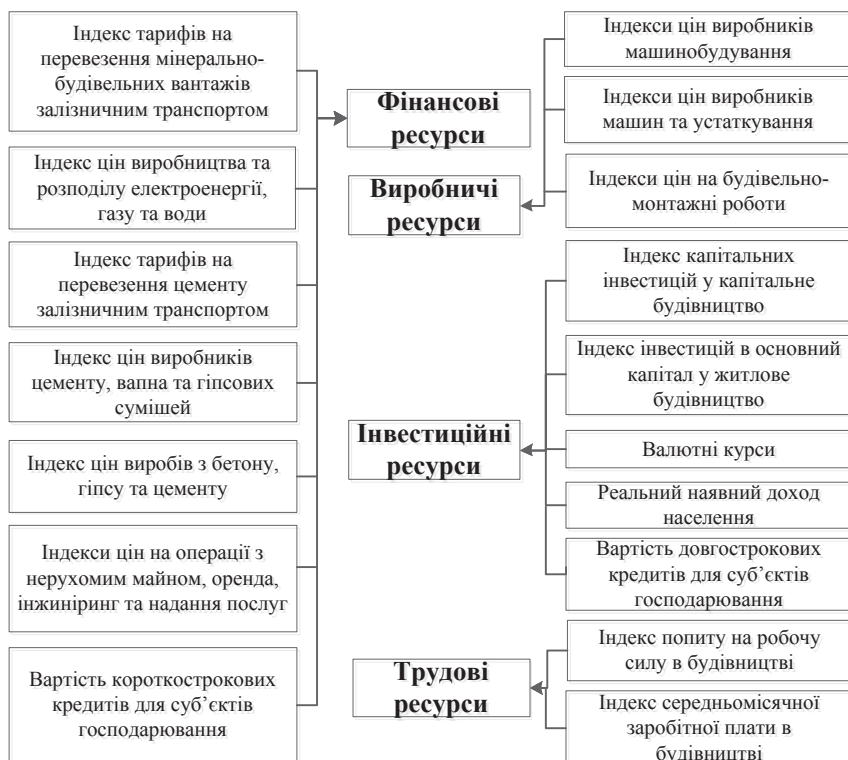 Індекс тарифів на
перевезення мінерально-
будівельних вантажів
залізничним транспортом
Індекс цін виробництва та
розподілу електроенергії,
газу та води
Індекс тарифів на
перевезення цементу
залізничним транспортом
Індекс цін виробників
цементу, вапна та гіпсових
сумішей
Індекс цін виробів з бетону,
гіпсу та цементу
Індекси цін на операції з
нерухомим майном, оренда,
інжиніринг та надання послуг
Вартість короткострокових
кредитів для суб’єктів
господарювання
Фінансові
ресурси
Виробничі
ресурси
Інвестиційні
ресурси
Трудові
ресурси
Індекси цін виробників
машинобудування
Індекси цін виробників
машин та устаткування
Індекси цін на будівельно-
монтажні роботи
Індекс капітальних
інвестицій у капітальне
будівництво
Індекс інвестицій в основний
капітал у житлове
будівництво
Валютні курси
Реальний наявний доход
населення
Вартість довгострокових
кредитів для суб’єктів
господарювання
Індекс попиту на робочу
силу в будівництві
Індекс середньомісячної
заробітної плати в
будівництві